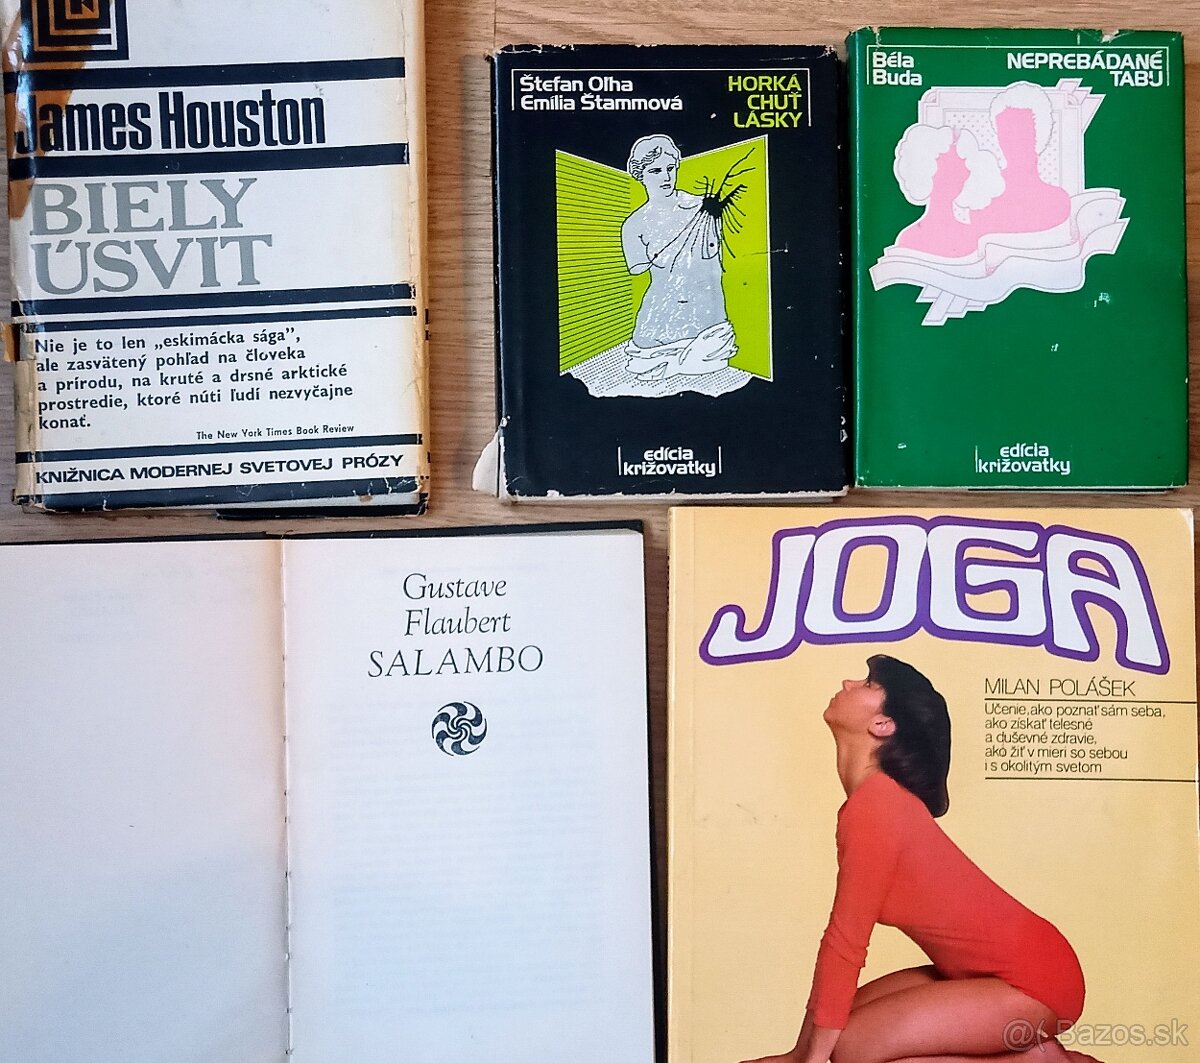 James Houston
BIELY
ÚSVIT
Nie je to len „eskimácka sága”,
ale zasvätený pohľad na človeka
a prírodu, na kruté a drsné arktické
prostredie, ktoré núti ľudí nezvyčajne
konať.
The New York Times Book Review
KNIŽNICA MODERNEJ SVETOVEJ PRÓZY
Štefan Oľha
Emília Štammová
HORKÁ
CHUŤ
LÁSKY
edícia
križovatky
Béla
Buda
NEPREBÁDANÉ
TABU
edícia
križovatky
Gustave
Flaubert
SALAMBO
JOGA
MILAN POLÁŠEK
Učenie, ako poznať sám seba,
ako získať telesné
a duševné zdravie,
ako žiť v mieri so sebou
i s okolitým svetom
Bazos.sk